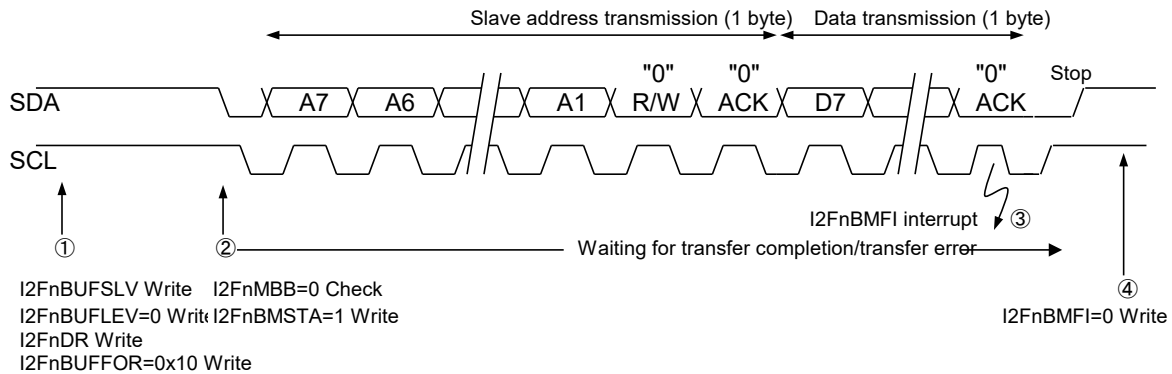 Slave address transmission (1 byte) Data transmission (1 byte)
"0" "0" "0" Stop
SDA A7 A6 A1 R/W ACK D7 ACK
SCL
I2FnBMFI interrupt ③
① ② Waiting for transfer completion/transfer error
I2FnBUFSLV Write I2FnMBB=0 Check ④
I2FnBUFLEV=0 Write I2FnBMSTA=1 Write I2FnBMFI=0 Write
I2FnDR Write
I2FnBUFFOR=0x10 Write